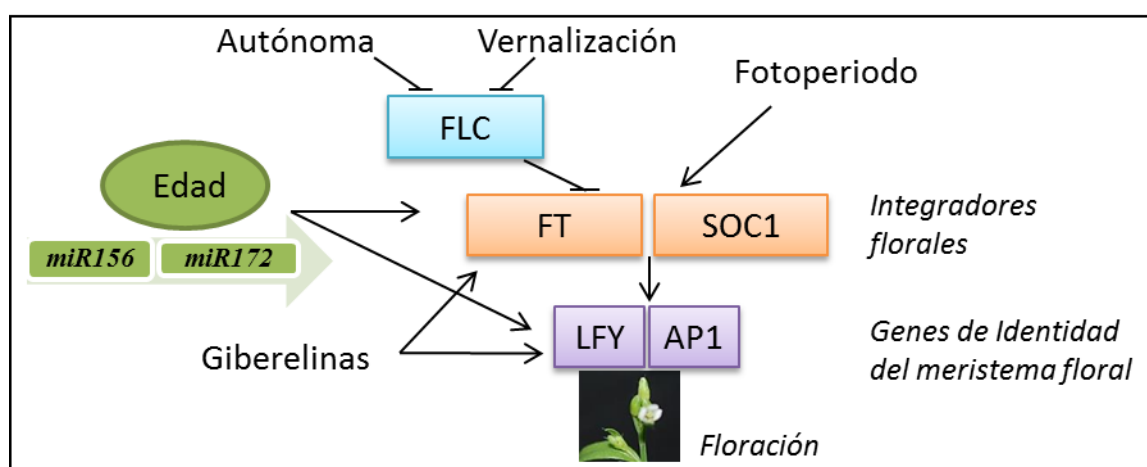 Autónoma
Vernalización
Fotoperiodo
FLC
Edad
miR156
miR172
FT
SOC1
Integradores
florales
Giberelinas
LFY
AP1
Genes de Identidad
del meristema floral
Floración